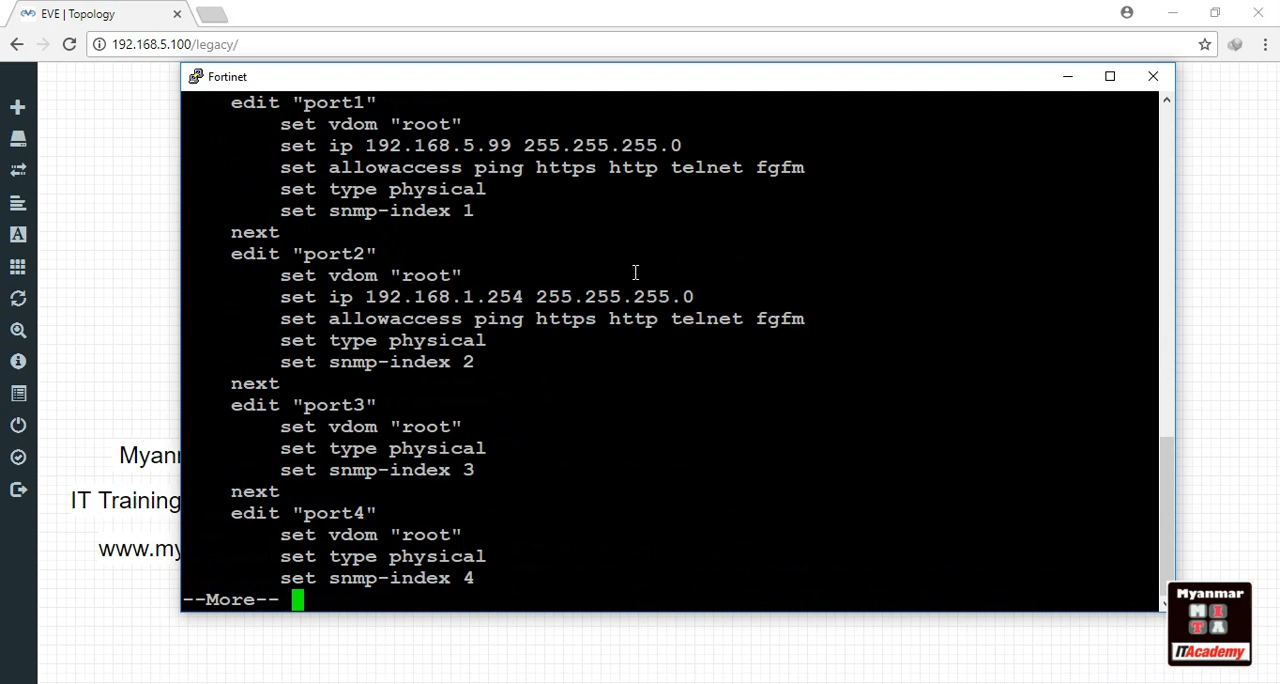 EVE | Topology
192.168.5.100/legacy/
Fortinet
edit "port1"
set vdom "root"
set ip 192.168.5.99 255.255.255.0
set allowaccess ping https http telnet fgfm
set type physical
set snmp-index 1
next
edit "port2"
set vdom "root"
set ip 192.168.1.254 255.255.255.0
set allowaccess ping https http telnet fgfm
set type physical
set snmp-index 2
next
edit "port3"
set vdom "root"
set type physical
set snmp-index 3
next
edit "port4"
set vdom "root"
set type physical
set snmp-index 4
--More--
Myanr
IT Training
www.my
Myanmar
M I
T A
ITAcademy